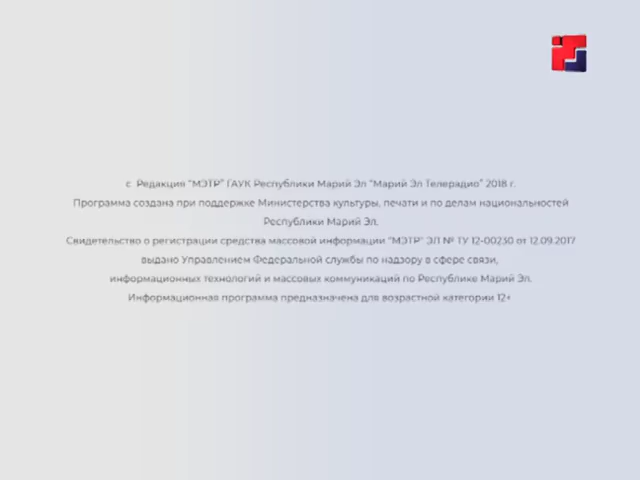 с Редакция "МЭТР" ГАУК Республики Марий Эл "Марий Эл Телерадио" 2018 г.
Программа создана при поддержке Министерства культуры, печати и по делам национальностей
Республики Марий Эл.
Свидетельство о регистрации средства массовой информации "МЭТР" ЭЛ № ТУ 12-00230 от 12.09.2017
выдано Управлением Федеральной службы по надзору в сфере связи,
информационных технологий и массовых коммуникаций по Республике Марий Эл.
Информационная программа предназначена для возрастной категории 12+